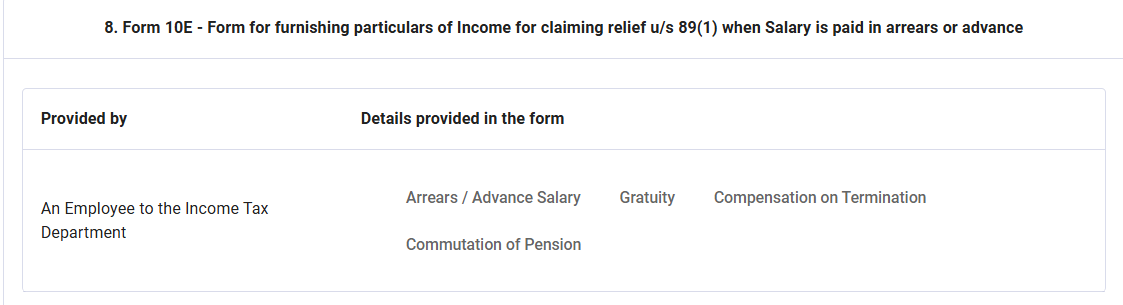 8. Form 10E - Form for furnishing particulars of Income for claiming relief u/s 89(1) when Salary is paid in arrears or advance
Provided by
Details provided in the form
An Employee to the Income Tax
Department
Arrears / Advance Salary
Gratuity
Compensation on Termination
Commutation of Pension